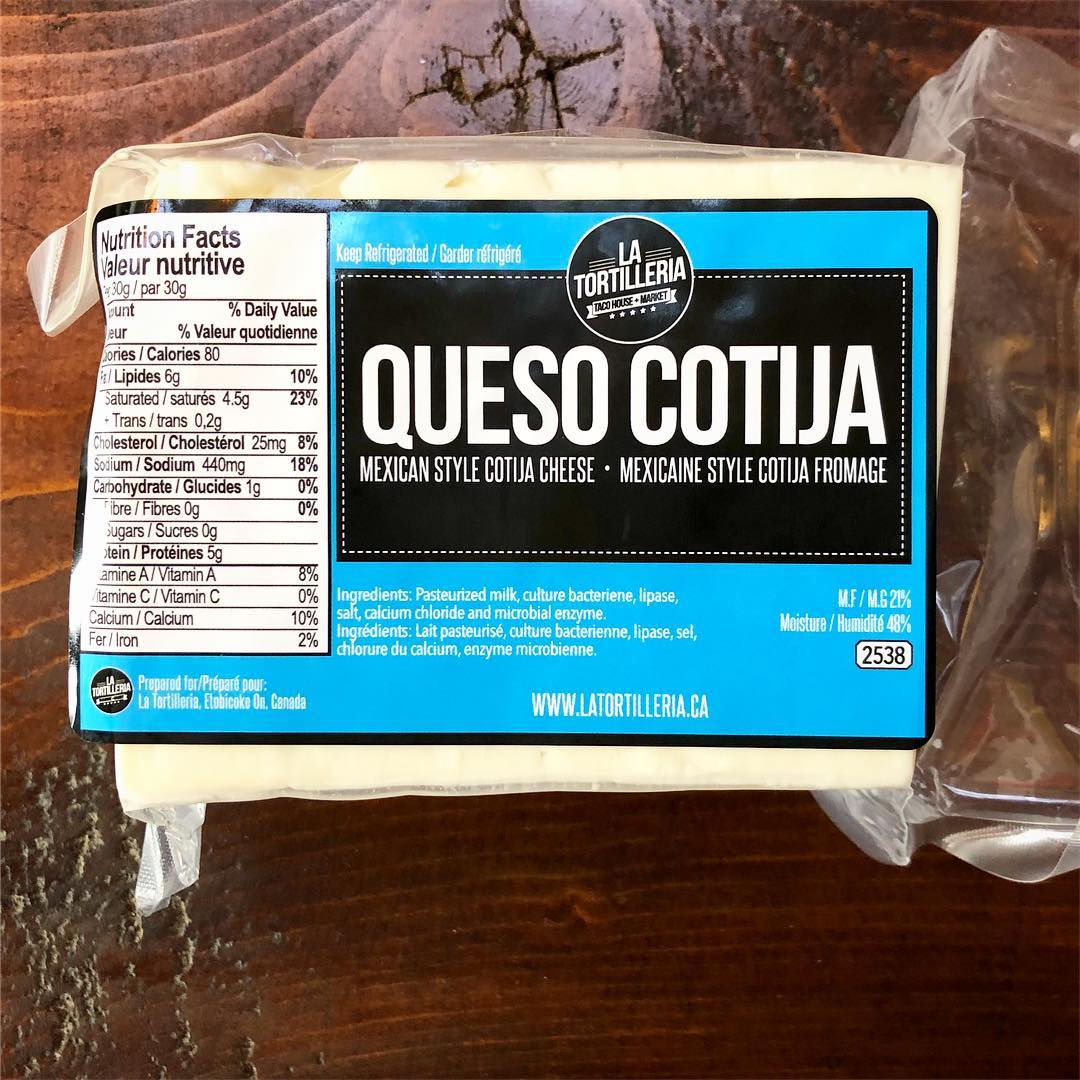 Nutrition Facts
Valeur nutritive
30g / par 30g
% Daily Value
% Valeur quotidienne
/ Calories 80
/ Lipides 6g 10%
Saturated / saturés 4.5g 23%
+ Trans / trans 0,2g
Cholesterol / Cholestérol 25mg 8%
Sodium / Sodium 440mg 18%
Carbohydrate / Glucides 1g 0%
/ Fibres 0g 0%
Sugars / Sucres 0g
/ Protéines 5g
/ Vitamin A 8%
/ Vitamin C 0%
Calcium / Calcium 10%
Fer / Iron 2%
Keep Refrigerated / Garder réfrigéré
LA
TORTILLERIA
TACO HOUSE + MARKET
QUESO COTIJA
MEXICAN STYLE COTIJA CHEESE • MEXICAINE STYLE COTIJA FROMAGE
Ingredients: Pasteurized milk, culture bacteriene, lipase,
salt, calcium chloride and microbial enzyme.
Ingrédients: Lait pasteurisé, culture bacterienne, lipase, sel,
chlorure du calcium, enzyme microbienne.
M.F / M.G 21%
Moisture / Humidité 48%
2538
LA
TORTILLERIA
Prepared for/Préparé pour:
La Tortilleria, Etobicoke On. Canada
WWW.LATORTILLERIA.CA